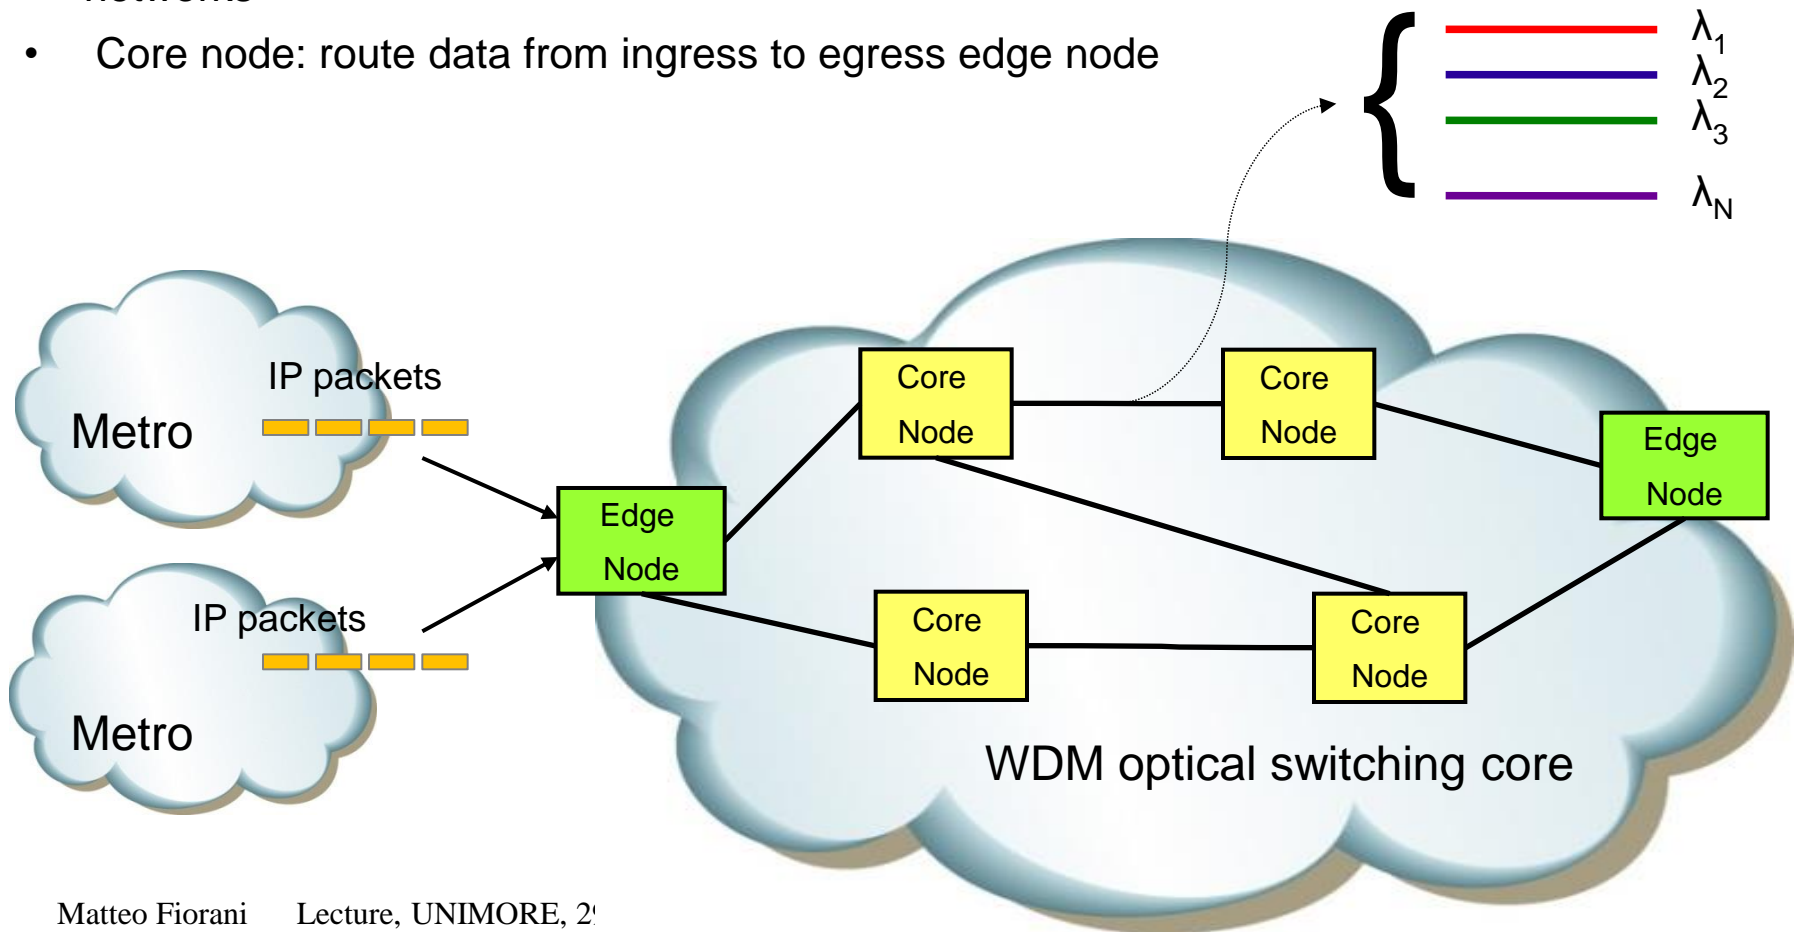 • Core node: route data from ingress to egress edge node
λ1
λ2
λ3
λN
IP packets
Metro
IP packets
Metro
Edge
Node
Core
Node
Core
Node
Edge
Node
Core
Node
Core
Node
WDM optical switching core
Matteo Fiorani Lecture, UNIMORE,